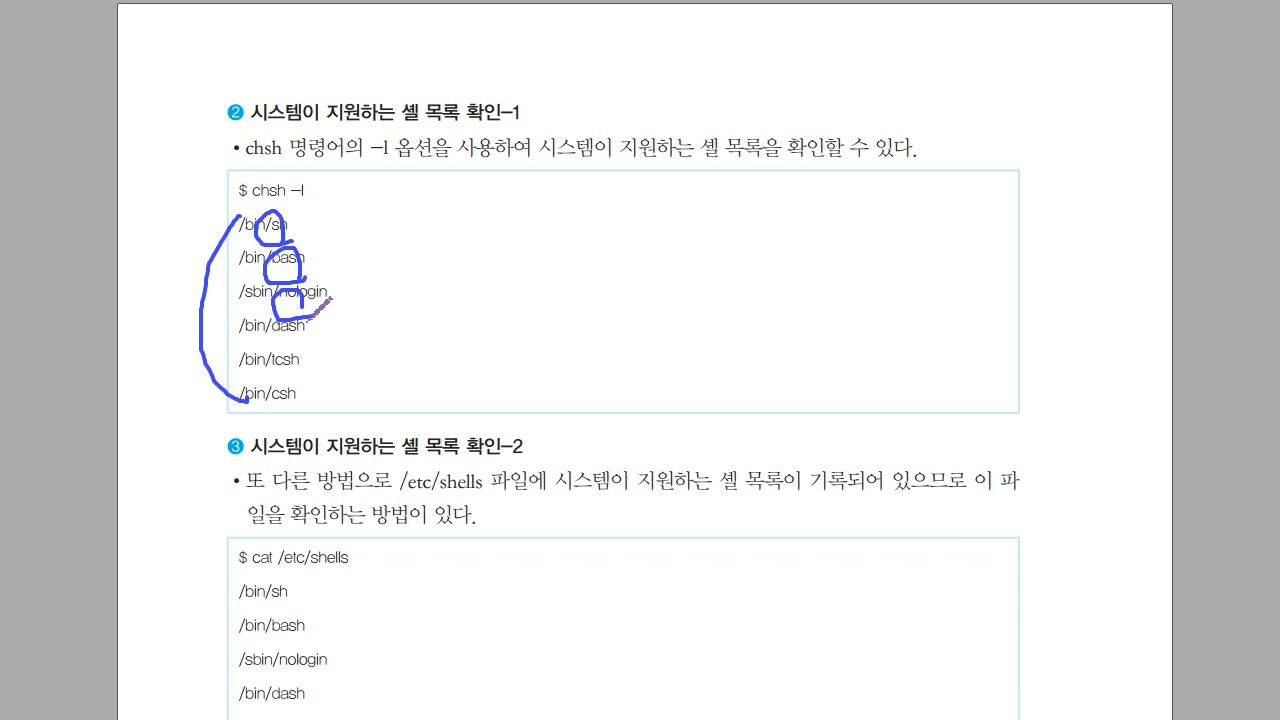 ❷ 시스템이 지원하는 셸 목록 확인–1
• chsh 명령어의 –l 옵션을 사용하여 시스템이 지원하는 셸 목록을 확인할 수 있다.
$ chsh –l
/bin/sh
/bin/bash
/sbin/nologin
/bin/dash
/bin/tcsh
/bin/csh
❸ 시스템이 지원하는 셸 목록 확인–2
• 또 다른 방법으로 /etc/shells 파일에 시스템이 지원하는 셸 목록이 기록되어 있으므로 이 파
일을 확인하는 방법이 있다.
$ cat /etc/shells
/bin/sh
/bin/bash
/sbin/nologin
/bin/dash